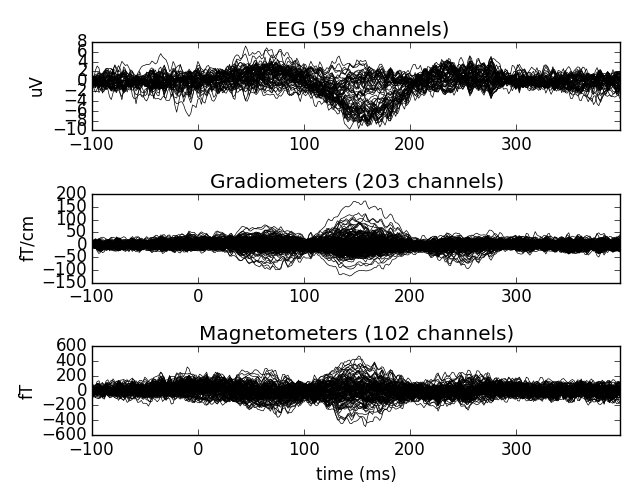 EEG (59 channels)
8
6
4
2
0
−2
−4
−6
−8
−10
uV
−100 0 100 200 300
Gradiometers (203 channels)
200
150
100
50
0
−50
−100
−150
fT/cm
−100 0 100 200 300
Magnetometers (102 channels)
600
400
200
0
−200
−400
−600
fT
−100 0 100 200 300
time (ms)